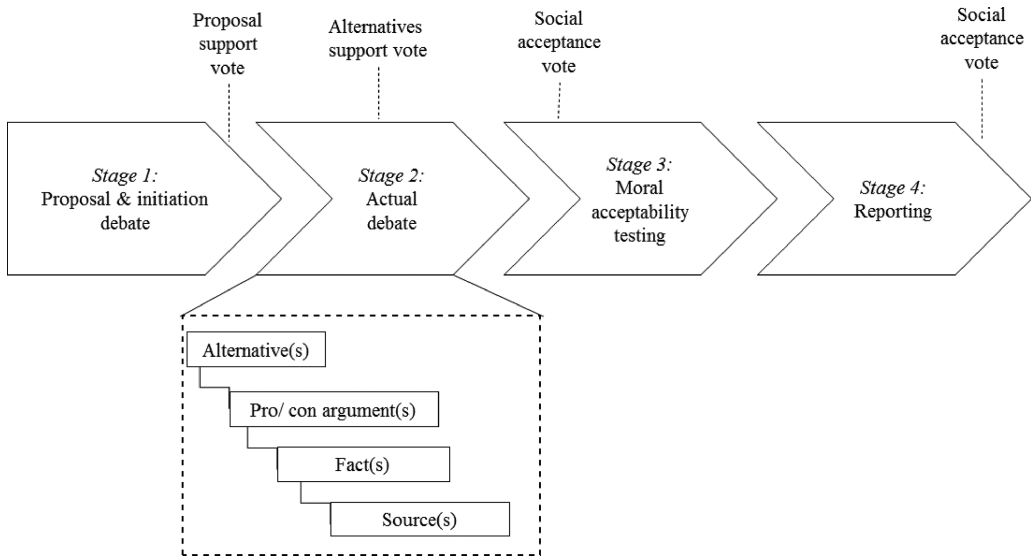 Proposal
support
vote
Alternatives
support vote
Social
acceptance
vote
Social
acceptance
vote
Stage 1:
Proposal & initiation
debate
Stage 2:
Actual
debate
Stage 3:
Moral
acceptability
testing
Stage 4:
Reporting
Alternative(s)
Pro/ con argument(s)
Fact(s)
Source(s)